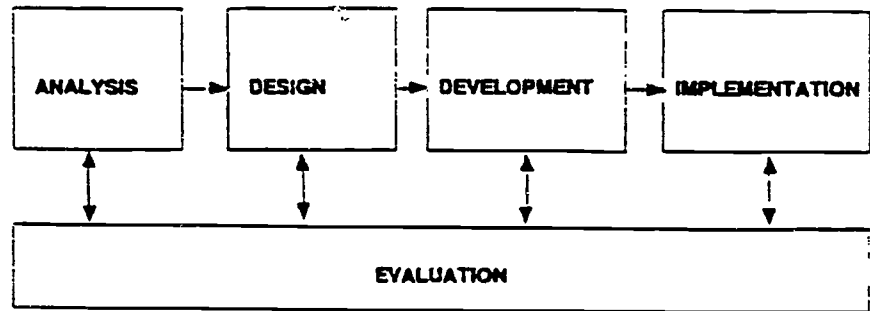 ANALYSIS
DESIGN
DEVELOPMENT
IMPLEMENTATION
EVALUATION